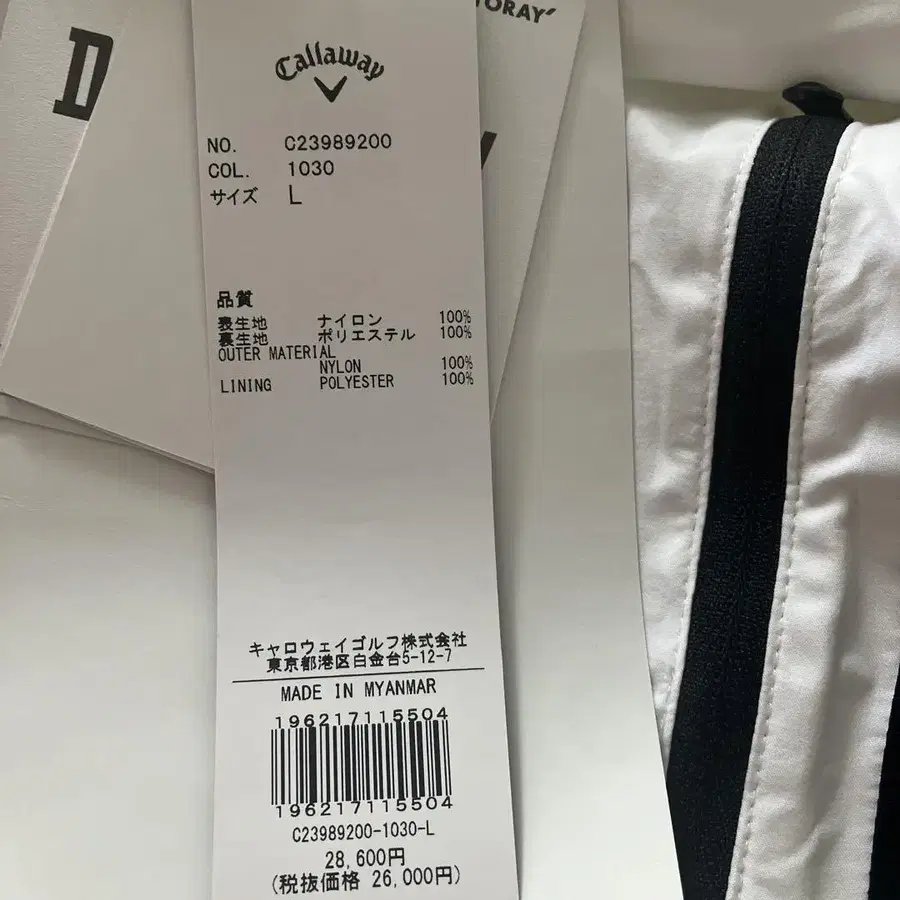 D
TORAY
Callaway
NO. C23989200
COL. 1030
サイズ L
品質
表生地 ナイロン 100%
裏生地 ポリエステル 100%
OUTER MATERIAL
NYLON 100%
LINING POLYESTER 100%
キャロウェイゴルフ株式会社
東京都港区白金台5-12-7
MADE IN MYANMAR
196217115504
196217115504
C23989200-1030-L
28,600円
(税抜価格 26,000円)